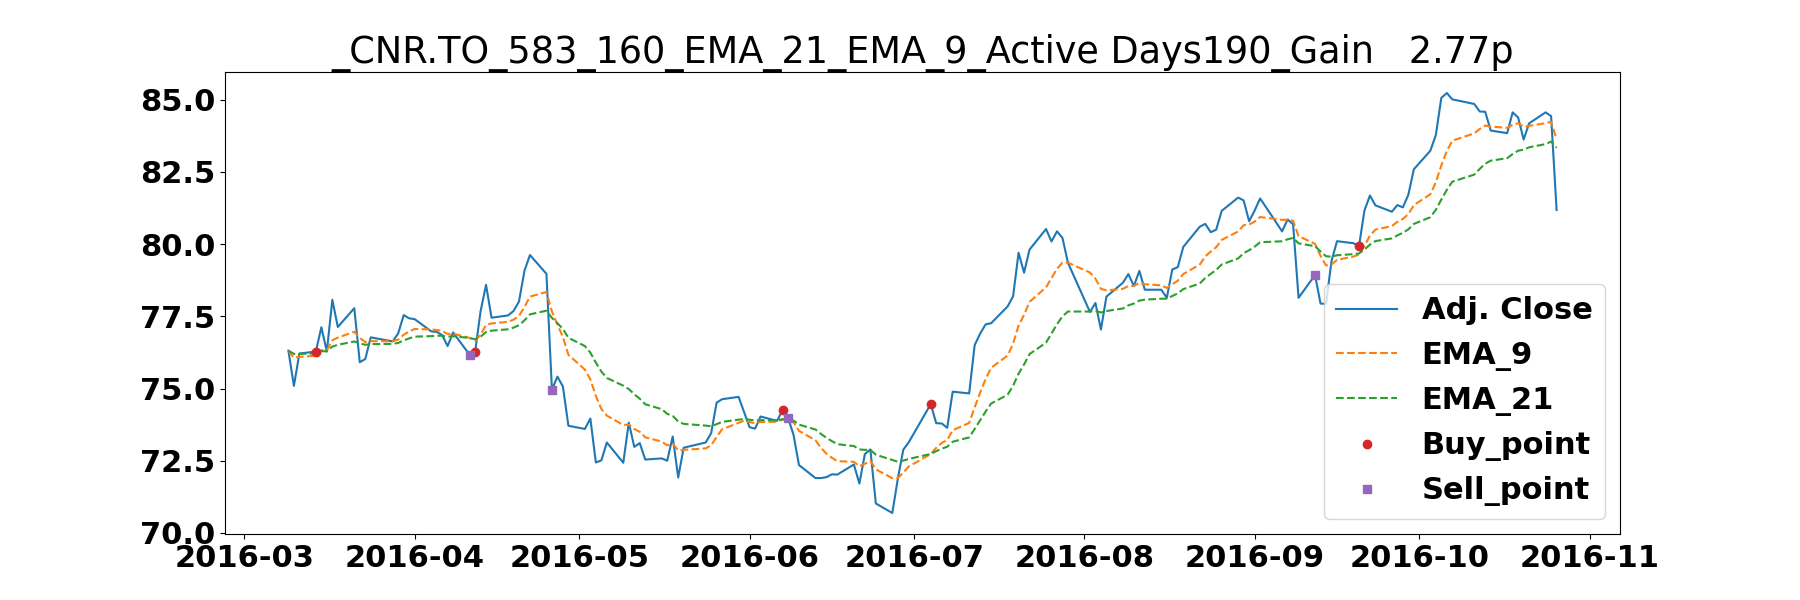 _CNR.TO_583_160_EMA_21_EMA_9_Active Days190_Gain   2.77p
85.0
82.5
80.0
77.5
75.0
72.5
70.0
Adj. Close
EMA_9
EMA_21
Buy_point
Sell_point
2016-03 2016-04 2016-05 2016-06 2016-07 2016-08 2016-09 2016-10 2016-11